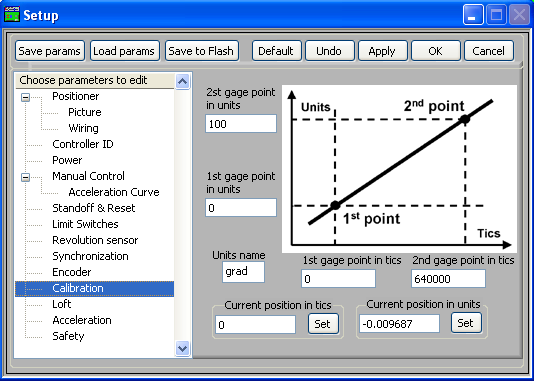 Setup
Save params Load params Save to Flash Default Undo Apply OK Cancel
Choose parameters to edit
Positioner
Picture
Wiring
Controller ID
Power
Manual Control
Acceleration Curve
Standoff & Reset
Limit Switches
Revolution sensor
Synchronization
Encoder
Calibration
Loft
Acceleration
Safety
2st gage point
in units
100
1st gage point
in units
0
Units
2nd point
1st point
Tics
Units name
grad
1st gage point in tics
0
2nd gage point in tics
640000
Current position in tics
0 Set
Current position in units
-0.009687 Set